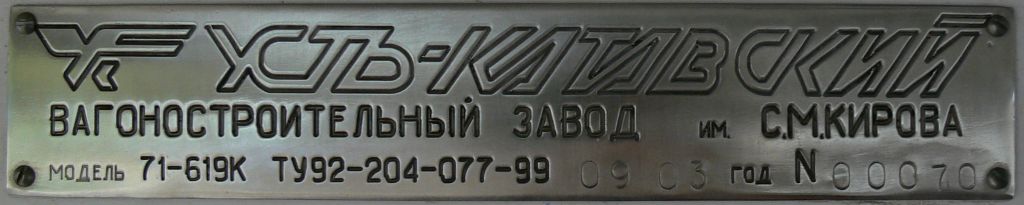 УСТЬ-КАТАВСКИЙ
ВАГОНОСТРОИТЕЛЬНЫЙ ЗАВОД ИМ. С.М.КИРОВА
МОДЕЛЬ 71-619К ТУ92-204-077-99 09 03 год N 00070